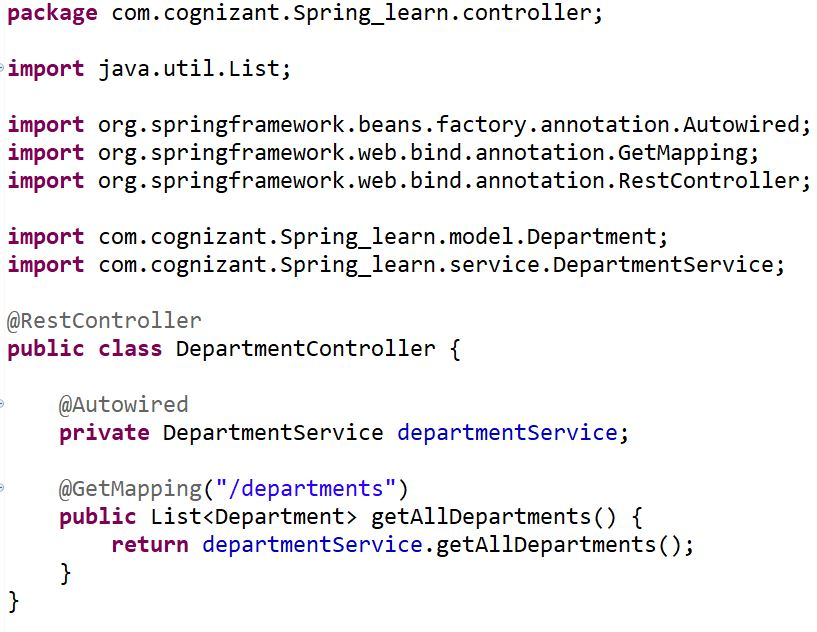 package com.cognizant.Spring_learn.controller;
import java.util.List;
import org.springframework.beans.factory.annotation.Autowired;
import org.springframework.web.bind.annotation.GetMapping;
import org.springframework.web.bind.annotation.RestController;
import com.cognizant.Spring_learn.model.Department;
import com.cognizant.Spring_learn.service.DepartmentService;
@RestController
public class DepartmentController {
@Autowired
private DepartmentService departmentService;
@GetMapping("/departments")
public List<Department> getAllDepartments() {
return departmentService.getAllDepartments();
}
}